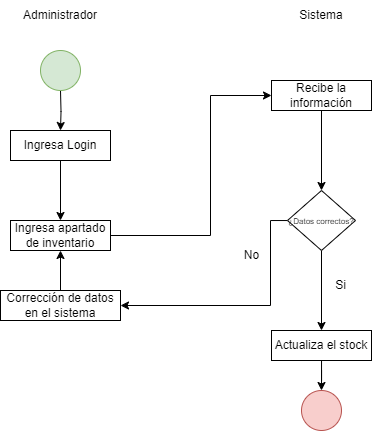 Administrador
Sistema
Ingresa Login
Ingresa apartado
de inventario
Corrección de datos
en el sistema
Recibe la
información
¿Datos correctos?
No
Si
Actualiza el stock